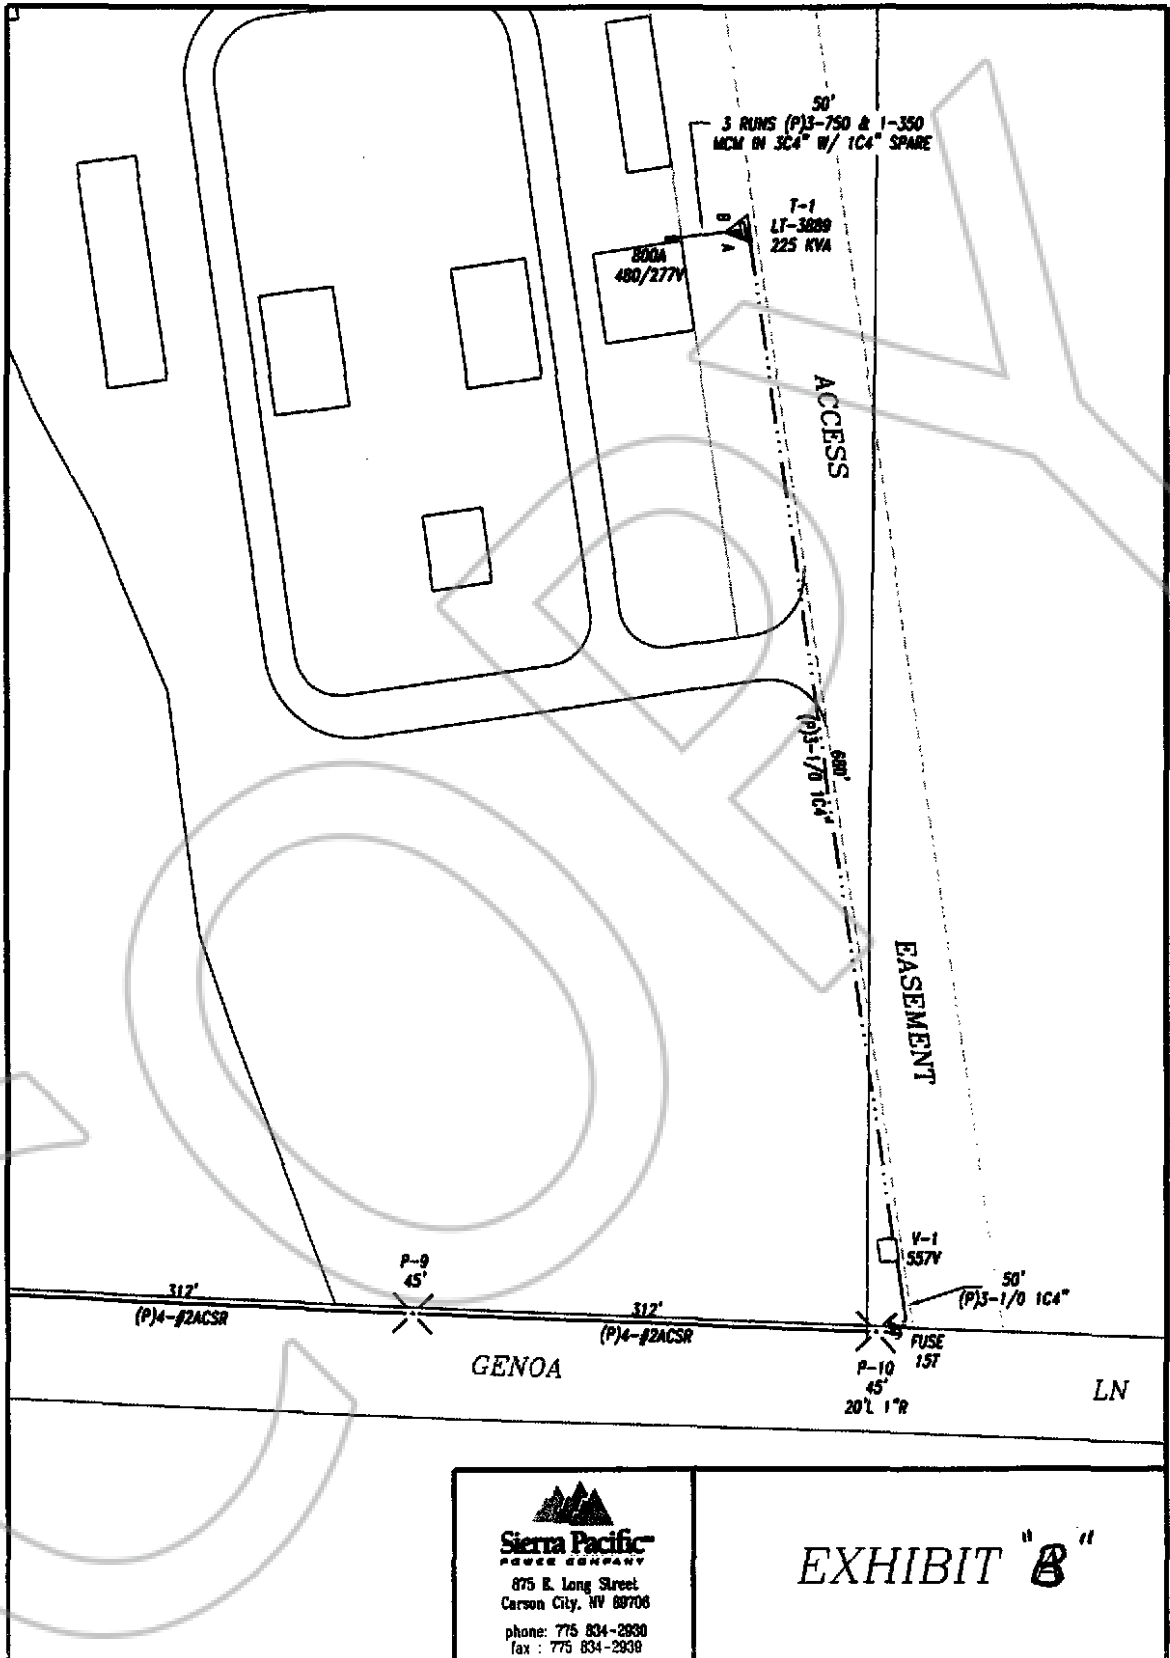 50'
3 RUNS (P)3-750 & 1-350
MCM IN 3C4" W/ 1C4" SPARE
T-1
LT-3889
225 KVA
B
A
800A
480/277V
ACCESS
680'
(P)3-1/0 1C4"
EASEMENT
V-1
557V
50'
(P)3-1/0 1C4"
P-9
45'
312'
(P)4-#2ACSR
312'
(P)4-#2ACSR
FUSE
15T
P-10
45'
20'L 1"R
GENOA
LN
COPY
Sierra Pacific
POWER COMPANY
875 E. Long Street
Carson City, NV 89706
phone: 775 834-2930
fax : 775 834-2939
EXHIBIT "B"